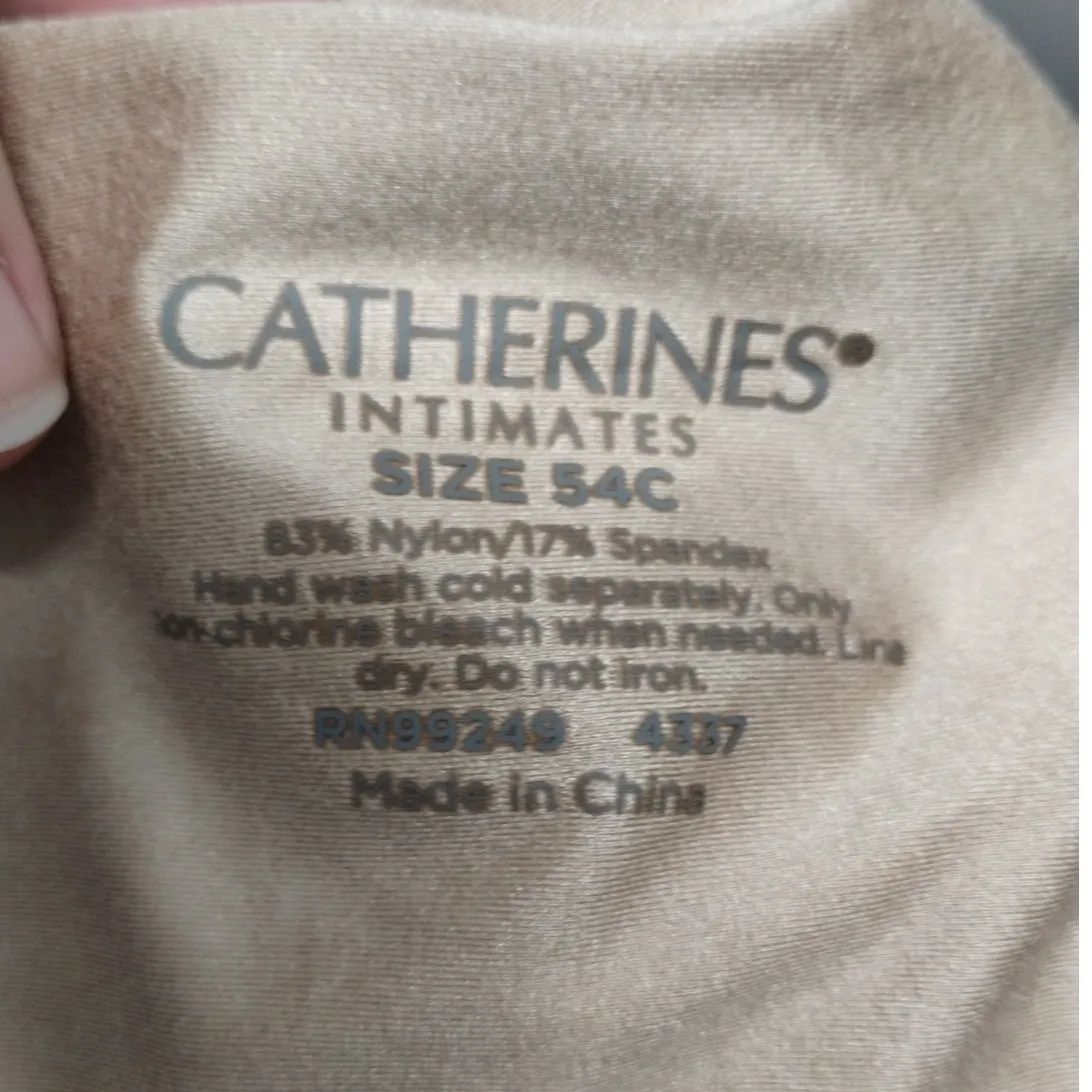 CATHERINES®
INTIMATES
SIZE 54C
83% Nylon/17% Spandex
Hand wash cold separately. Only
non-chlorine bleach when needed. Line
dry. Do not iron.
RN99249 4337
Made in China